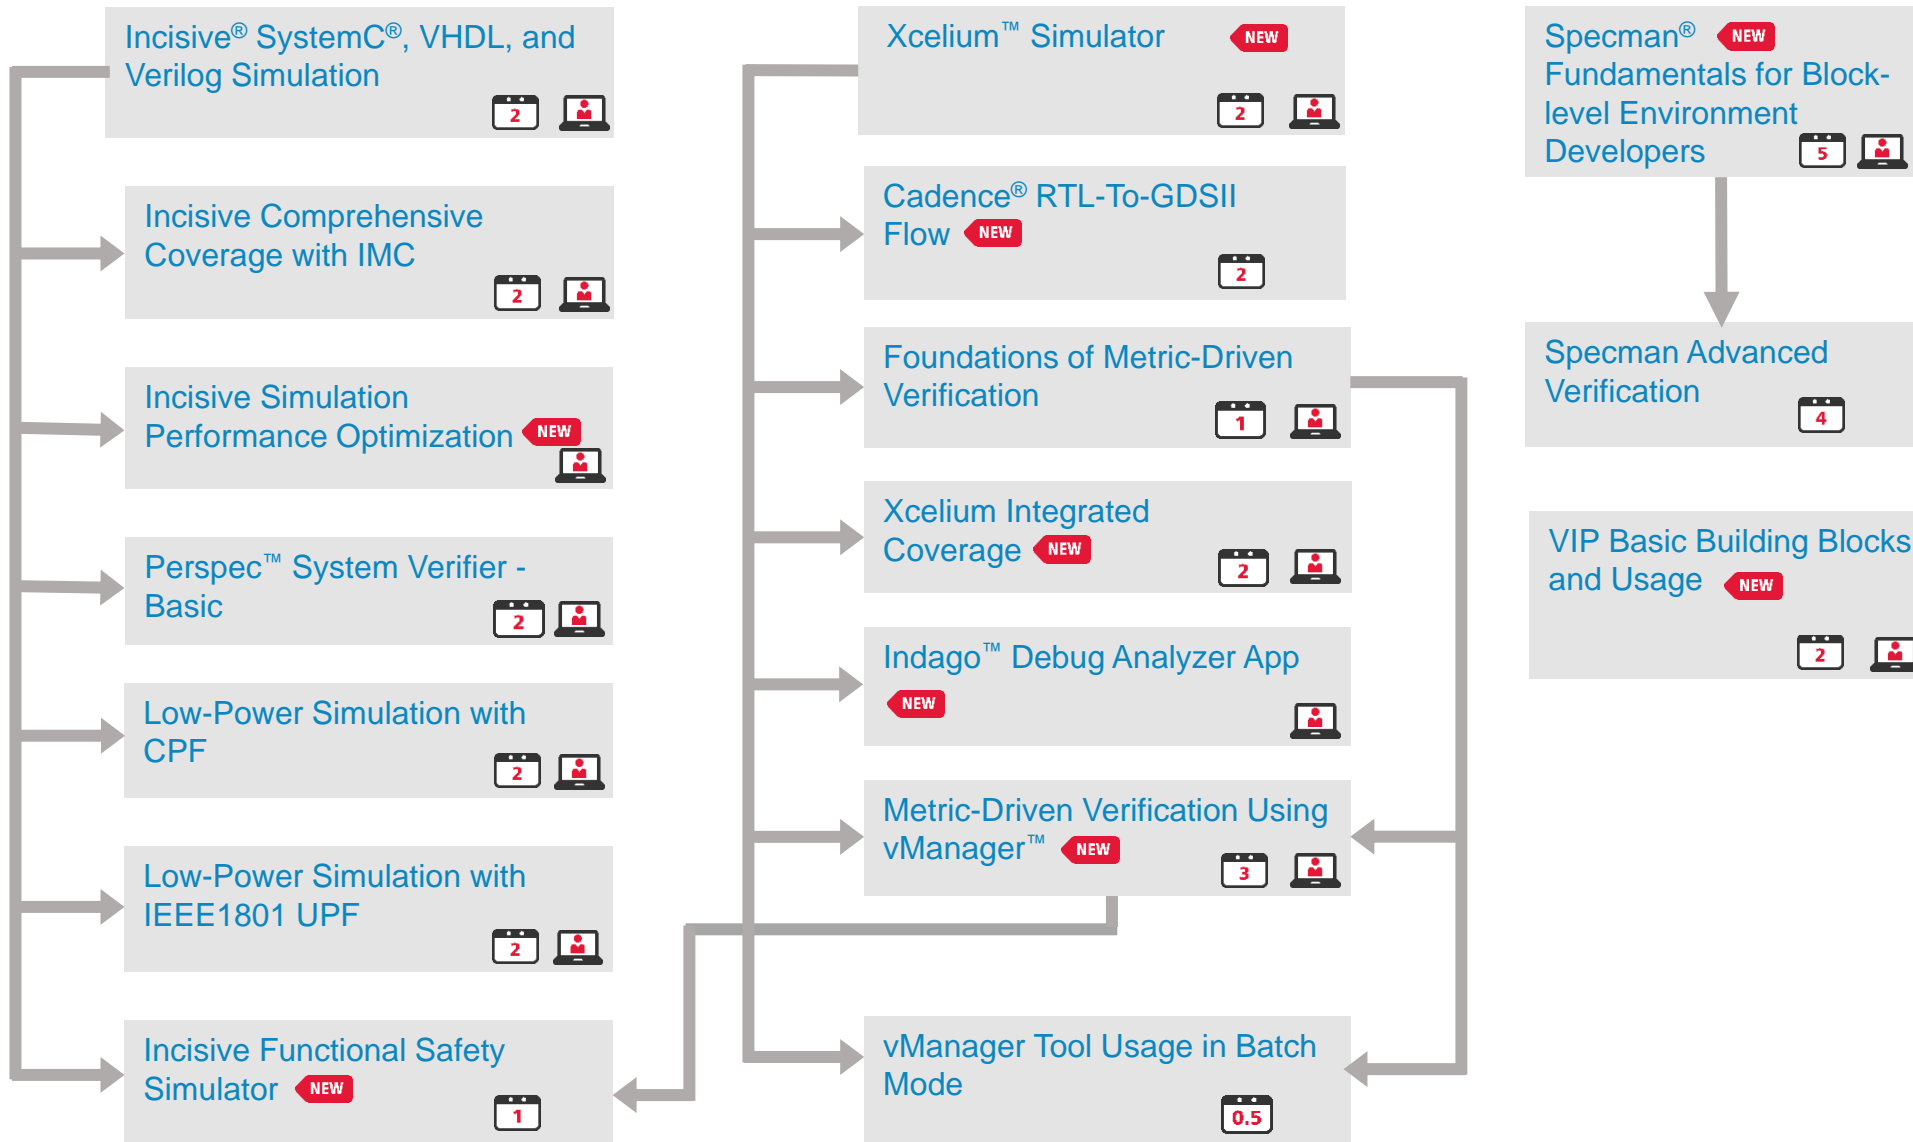 Incisive® SystemC®, VHDL, and
Verilog Simulation
2
Incisive Comprehensive
Coverage with IMC
2
Incisive Simulation
Performance Optimization NEW
Perspec™ System Verifier -
Basic
2
Low-Power Simulation with
CPF
2
Low-Power Simulation with
IEEE1801 UPF
2
Incisive Functional Safety
Simulator NEW
1
Xcelium™ Simulator NEW
2
Cadence® RTL-To-GDSII
Flow NEW
2
Foundations of Metric-Driven
Verification
1
Xcelium Integrated
Coverage NEW
2
Indago™ Debug Analyzer App
NEW
Metric-Driven Verification Using
vManager™ NEW
3
vManager Tool Usage in Batch
Mode
0.5
Specman® NEW
Fundamentals for Block-
level Environment
Developers
5
Specman Advanced
Verification
4
VIP Basic Building Blocks
and Usage NEW
2